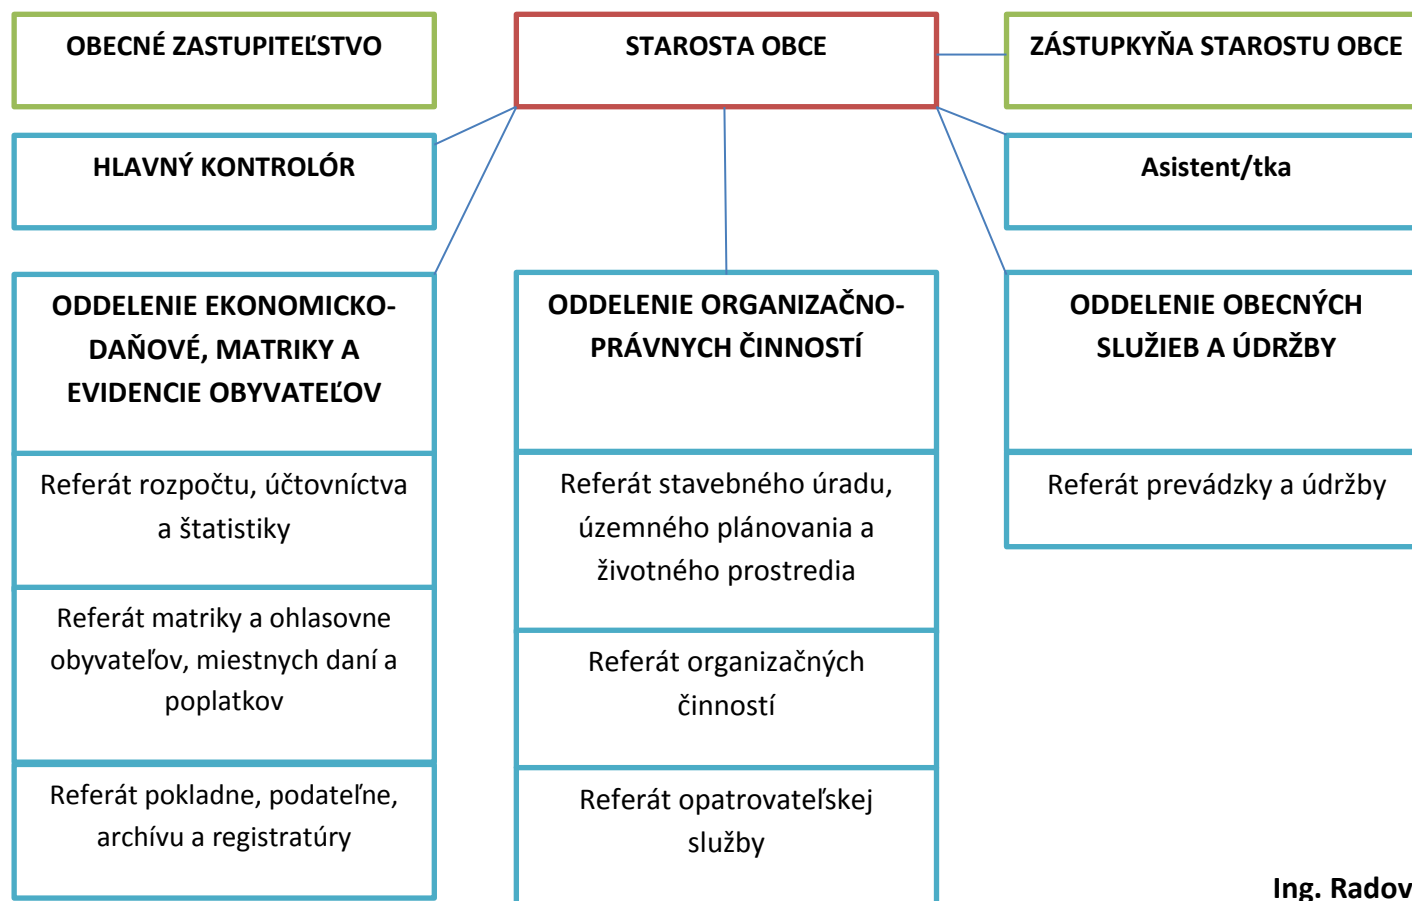 OBECNÉ ZASTUPITEĽSTVO
STAROSTA OBCE
ZÁSTUPKYŇA STAROSTU OBCE
HLAVNÝ KONTROLÓR
Asistent/tka
ODDELENIE EKONOMICKO-
DAŇOVÉ, MATRIKY A
EVIDENCIE OBYVATEĽOV
Referát rozpočtu, účtovníctva
a štatistiky
Referát matriky a ohlasovne
obyvateľov, miestnych daní a
poplatkov
Referát pokladne, podateľne,
archívu a registratúry
ODDELENIE ORGANIZAČNO-
PRÁVNYCH ČINNOSTÍ
Referát stavebného úradu,
územného plánovania a
životného prostredia
Referát organizačných
činností
Referát opatrovateľskej
služby
ODDELENIE OBECNÝCH
SLUŽIEB A ÚDRŽBY
Referát prevádzky a údržby
Ing. Radov